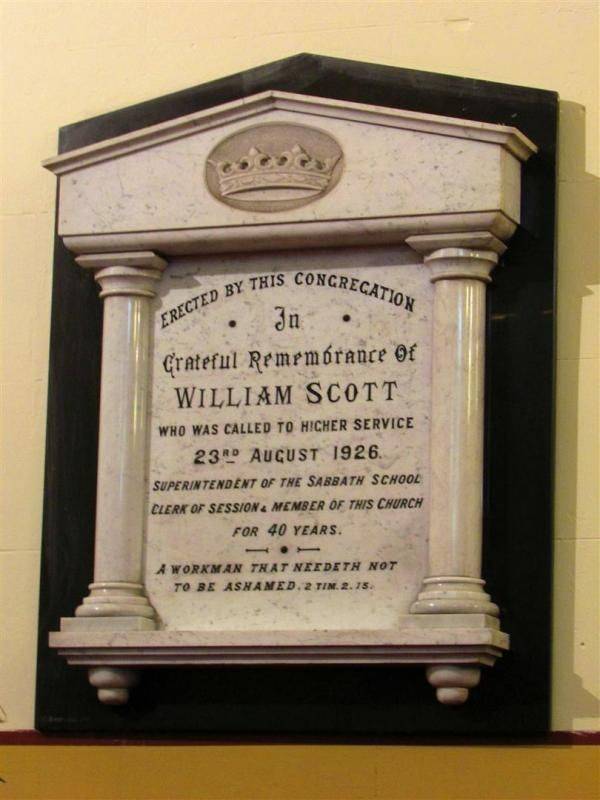 ERECTED BY THIS CONGREGATION
• In •
Grateful Remembrance Of
WILLIAM SCOTT
WHO WAS CALLED TO HIGHER SERVICE
23RD AUGUST 1926.
SUPERINTENDENT OF THE SABBATH SCHOOL
CLERK OF SESSION & MEMBER OF THIS CHURCH
FOR 40 YEARS.
A WORKMAN THAT NEEDETH NOT
TO BE ASHAMED. 2 TIM. 2. 15.